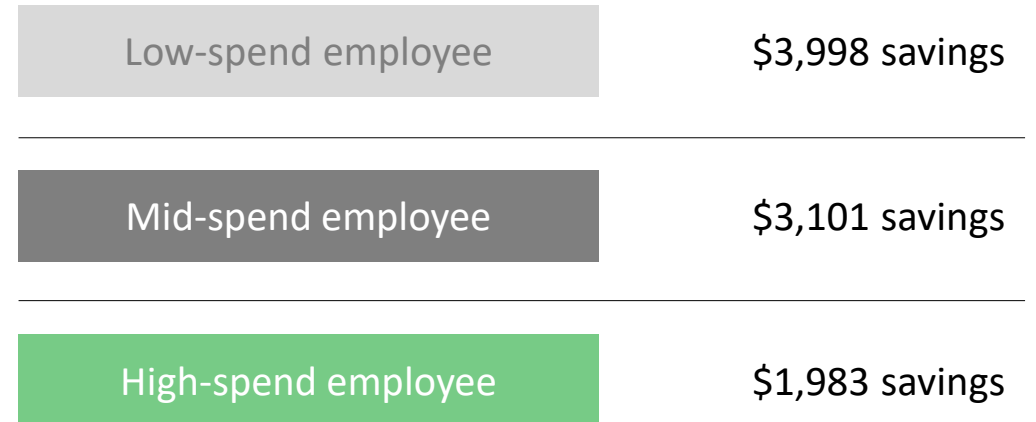 Low-spend employee $3,998 savings
Mid-spend employee $3,101 savings
High-spend employee $1,983 savings